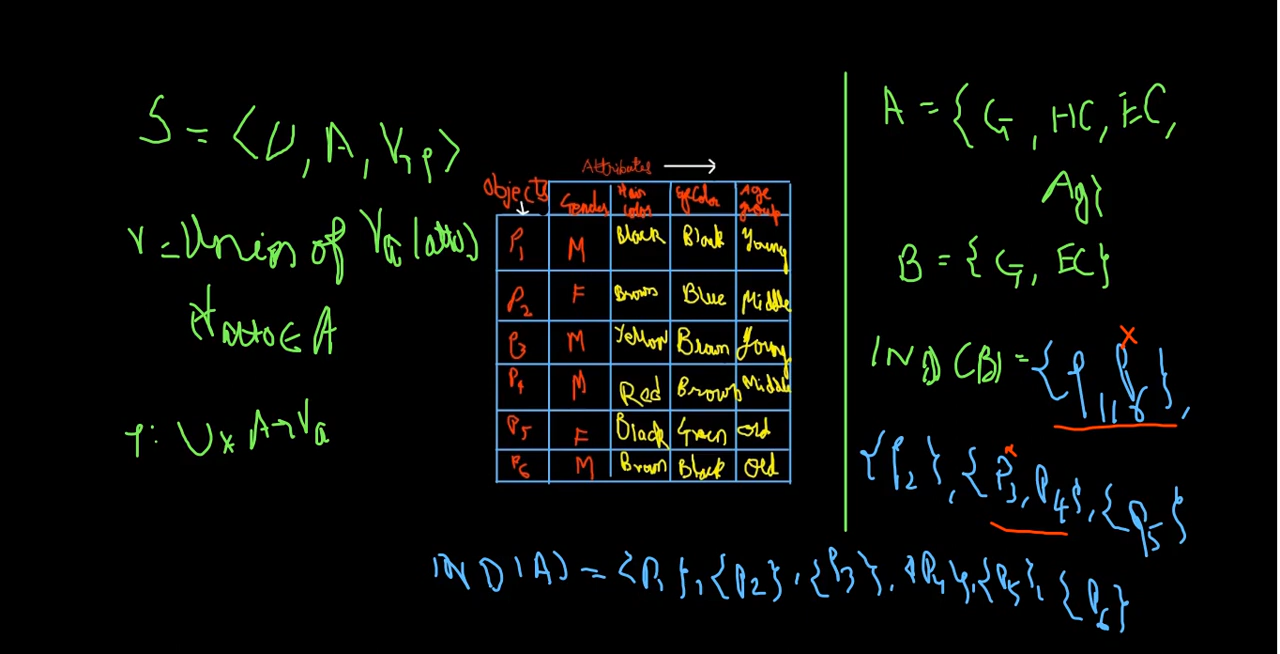 S = ⟨U, A, V, ρ⟩
V = Union of Va (attb)
∀ attb ∈ A
ρ: U × A → Va
Attributes →
Objects ↓ Gender Hair color Eye Color Age group
P1 M Black Black Young
P2 F Brown Blue Middle
P3 M Yellow Brown Young
P4 M Red Brown Middle
P5 F Black Green Old
P6 M Brown Black Old
A = { G, HC, EC,
Ag}
B = { G, EC}
x
IND (B) = {P1, P6},
x
{P2}, {P3, P4}, {P5}
IND (A) = {P1}, {P2}, {P3}, {P4}, {P5}, {P6}